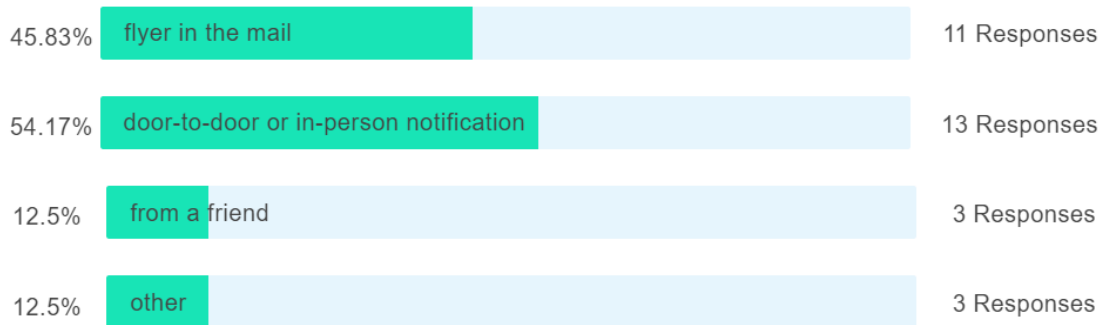 45.83% flyer in the mail 11 Responses
54.17% door-to-door or in-person notification 13 Responses
12.5% from a friend 3 Responses
12.5% other 3 Responses